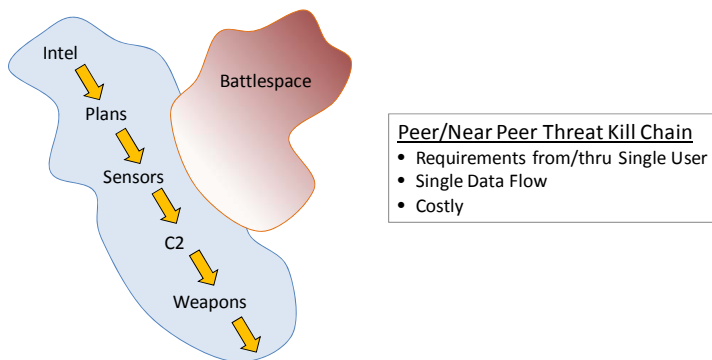 Intel
Battlespace
Plans
Sensors
C2
Weapons
Peer/Near Peer Threat Kill Chain
• Requirements from/thru Single User
• Single Data Flow
• Costly